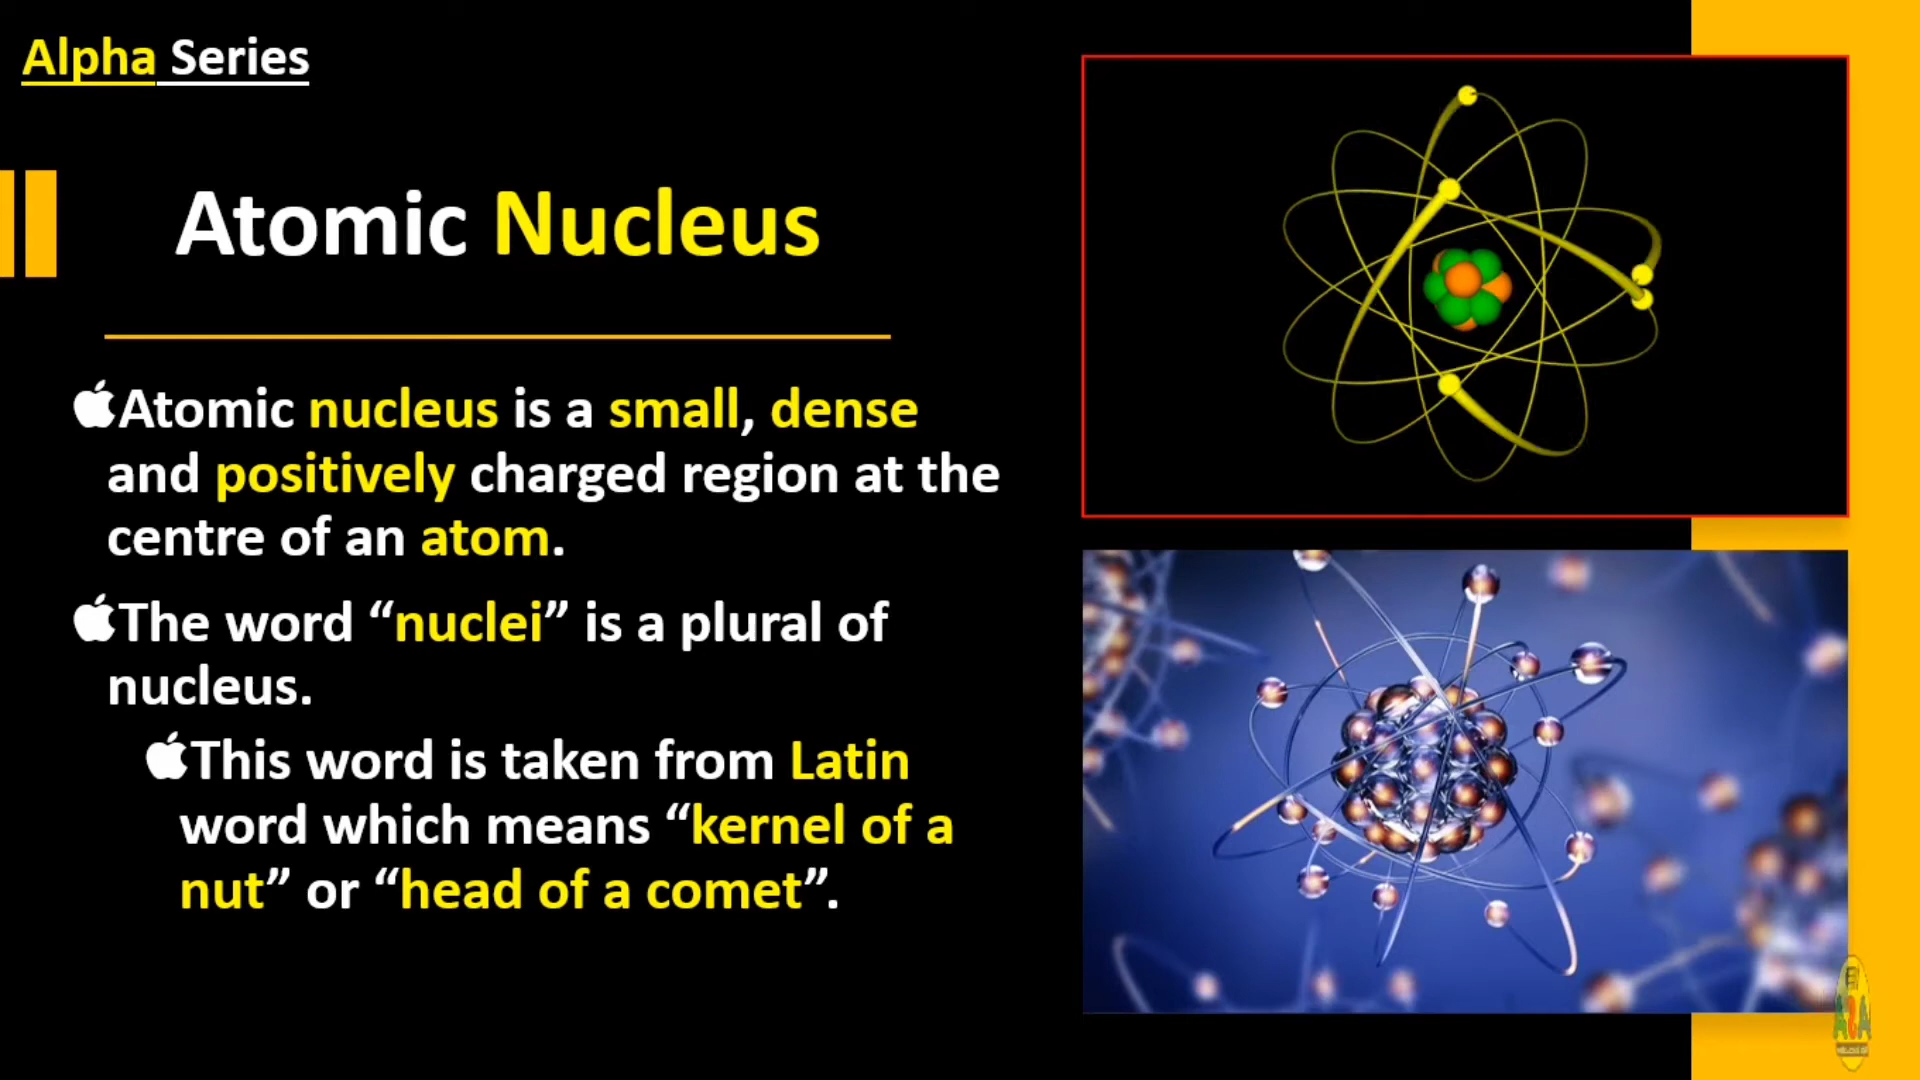 Alpha Series
Atomic Nucleus
Atomic nucleus is a small, dense
and positively charged region at the
centre of an atom.
The word “nuclei” is a plural of
nucleus.
This word is taken from Latin
word which means “kernel of a
nut” or “head of a comet”.
ASA